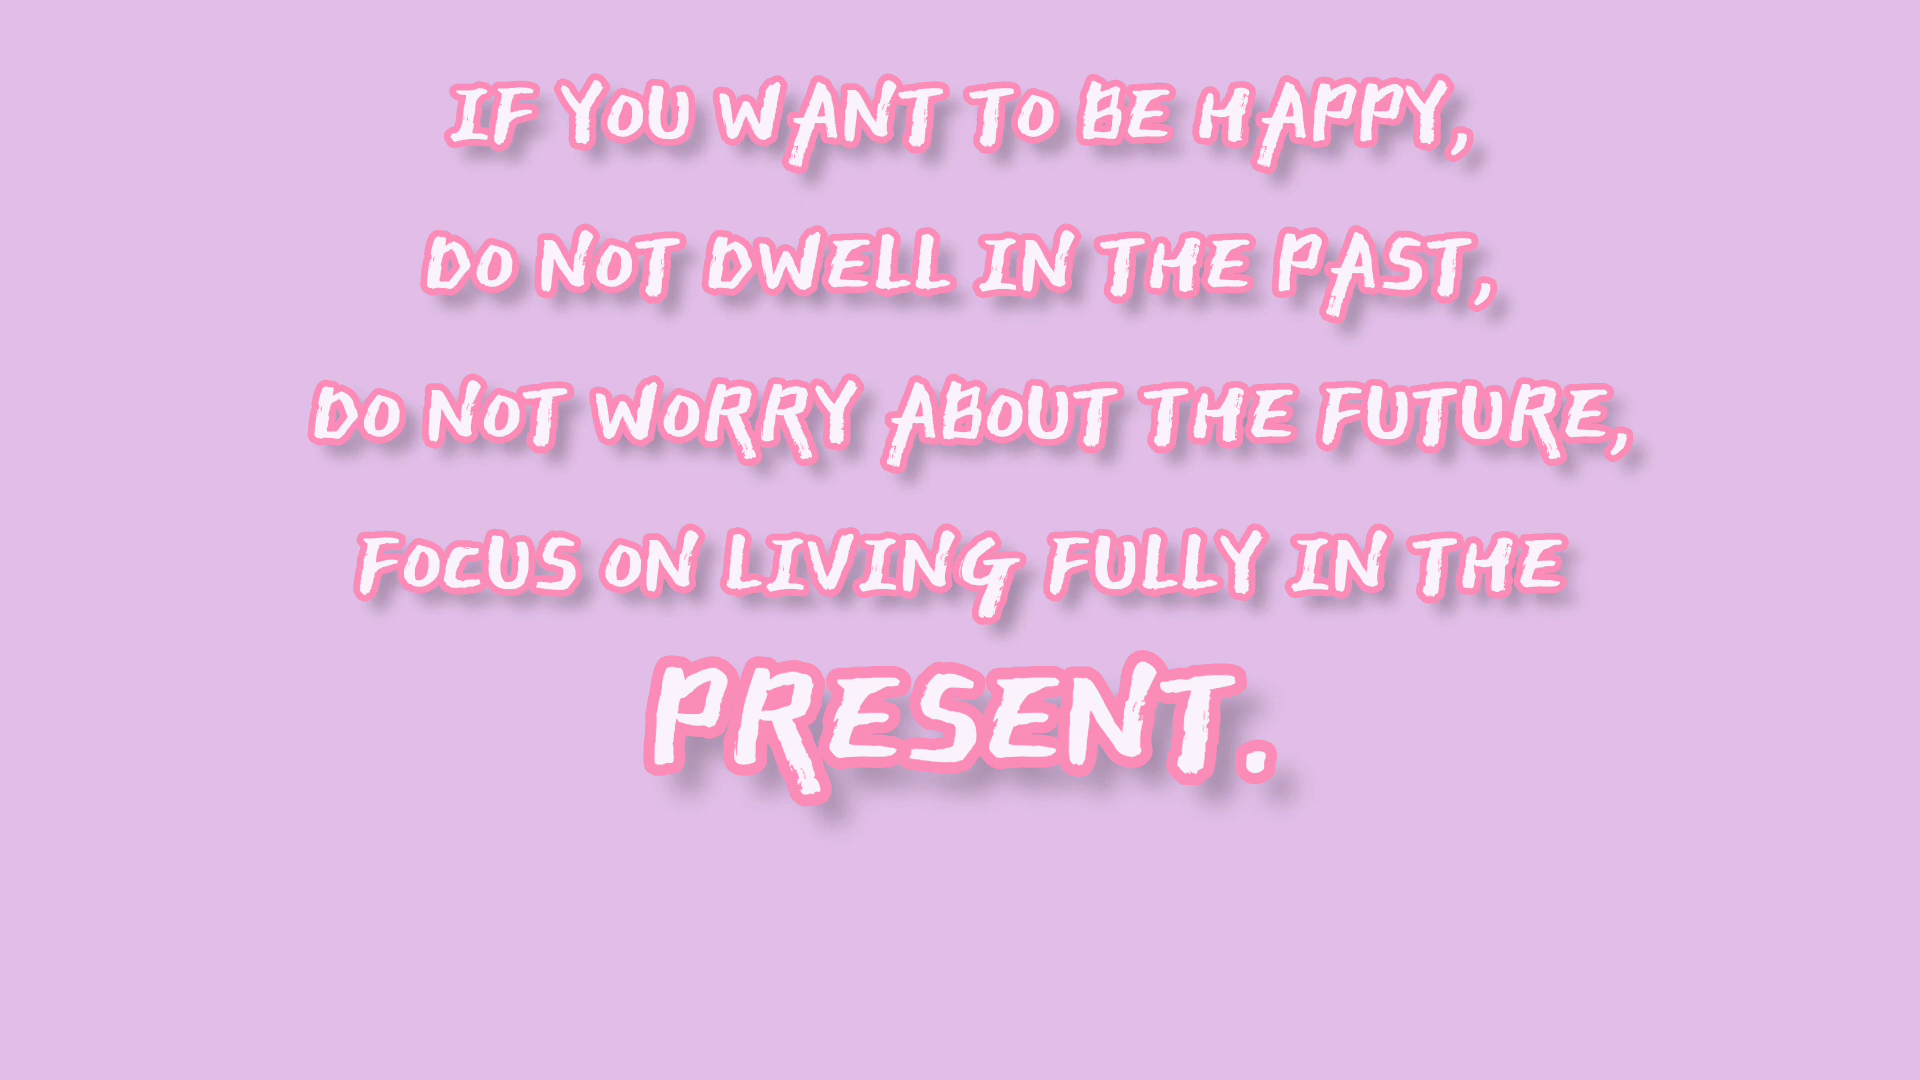 IF YOU WANT TO BE HAPPY,
DO NOT DWELL IN THE PAST,
DO NOT WORRY ABOUT THE FUTURE,
FOCUS ON LIVING FULLY IN THE
PRESENT.